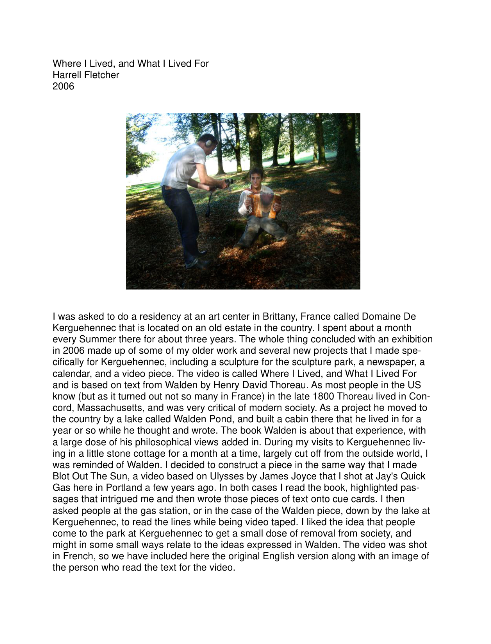 Where I Lived, and What I Lived For
Harrell Fletcher
2006
I was asked to do a residency at an art center in Brittany, France called Domaine De
Kerguehennec that is located on an old estate in the country. I spent about a month
every Summer there for about three years. The whole thing concluded with an exhibition
in 2006 made up of some of my older work and several new projects that I made spe-
cifically for Kerguehennec, including a sculpture for the sculpture park, a newspaper, a
calendar, and a video piece. The video is called Where I Lived, and What I Lived For
and is based on text from Walden by Henry David Thoreau. As most people in the US
know (but as it turned out not so many in France) in the late 1800 Thoreau lived in Con-
cord, Massachusetts, and was very critical of modern society. As a project he moved to
the country by a lake called Walden Pond, and built a cabin there that he lived in for a
year or so while he thought and wrote. The book Walden is about that experience, with
a large dose of his philosophical views added in. During my visits to Kerguehennec liv-
ing in a little stone cottage for a month at a time, largely cut off from the outside world, I
was reminded of Walden. I decided to construct a piece in the same way that I made
Blot Out The Sun, a video based on Ulysses by James Joyce that I shot at Jay's Quick
Gas here in Portland a few years ago. In both cases I read the book, highlighted pas-
sages that intrigued me and then wrote those pieces of text onto cue cards. I then
asked people at the gas station, or in the case of the Walden piece, down by the lake at
Kerguehennec, to read the lines while being video taped. I liked the idea that people
come to the park at Kerguehennec to get a small dose of removal from society, and
might in some small ways relate to the ideas expressed in Walden. The video was shot
in French, so we have included here the original English version along with an image of
the person who read the text for the video.